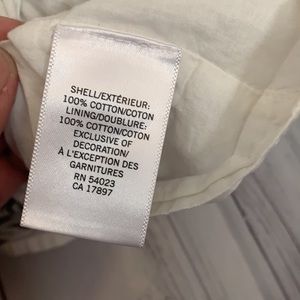 SHELL/EXTÉRIEUR:
100% COTTON/COTON
LINING/DOUBLURE:
100% COTTON/COTON
EXCLUSIVE OF
DECORATION/
À L'EXCEPTION DES
GARNITURES
RN 54023
CA 17897